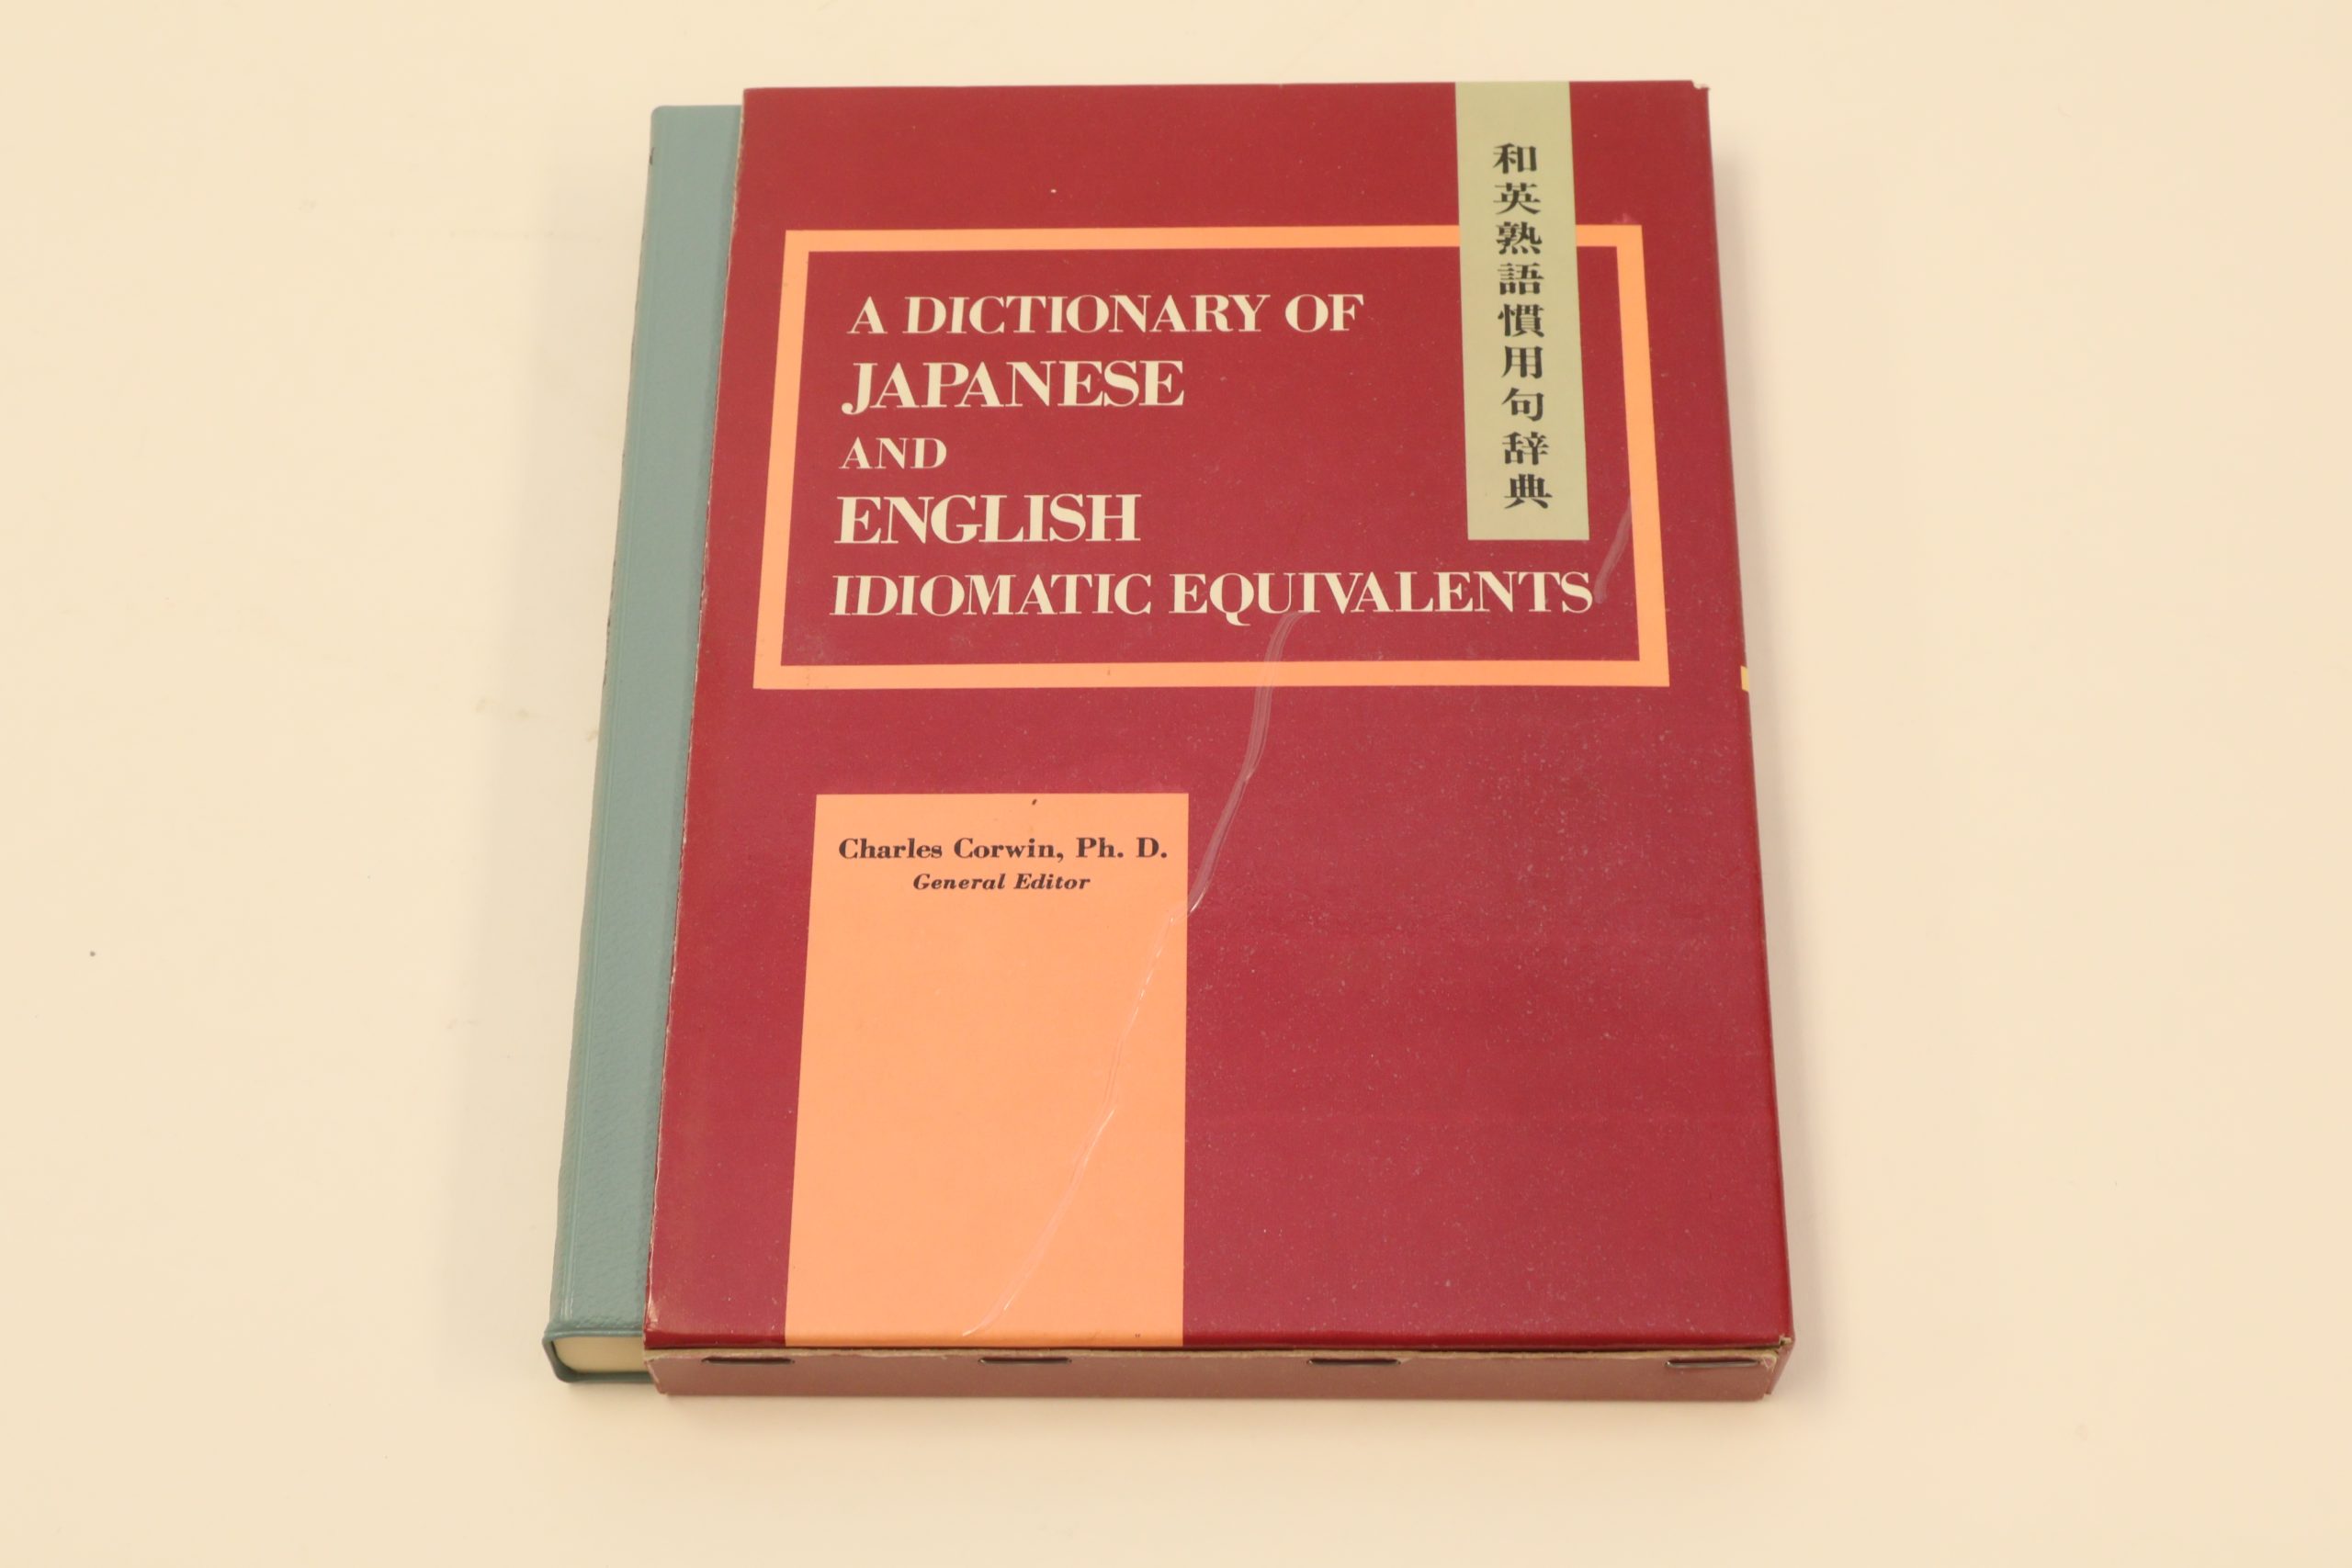 A DICTIONARY OF
JAPANESE
AND
ENGLISH
IDIOMATIC EQUIVALENTS
和英熟語慣用句辞典
Charles Corwin, Ph. D.
General Editor